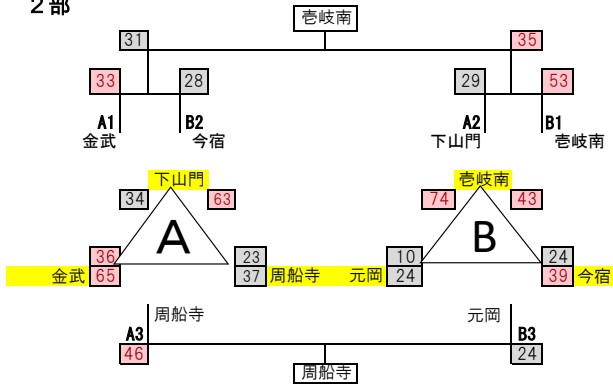 2部
壱岐南
31 35
33 28 29 53
A1 B2 A2 B1
金武 今宿 下山門 壱岐南
下山門 壱岐南
34 63 74 43
A B
36 23 10 24
金武 65 37 周船寺 元岡 24 39 今宿
周船寺 元岡
A3 B3
46 24
周船寺